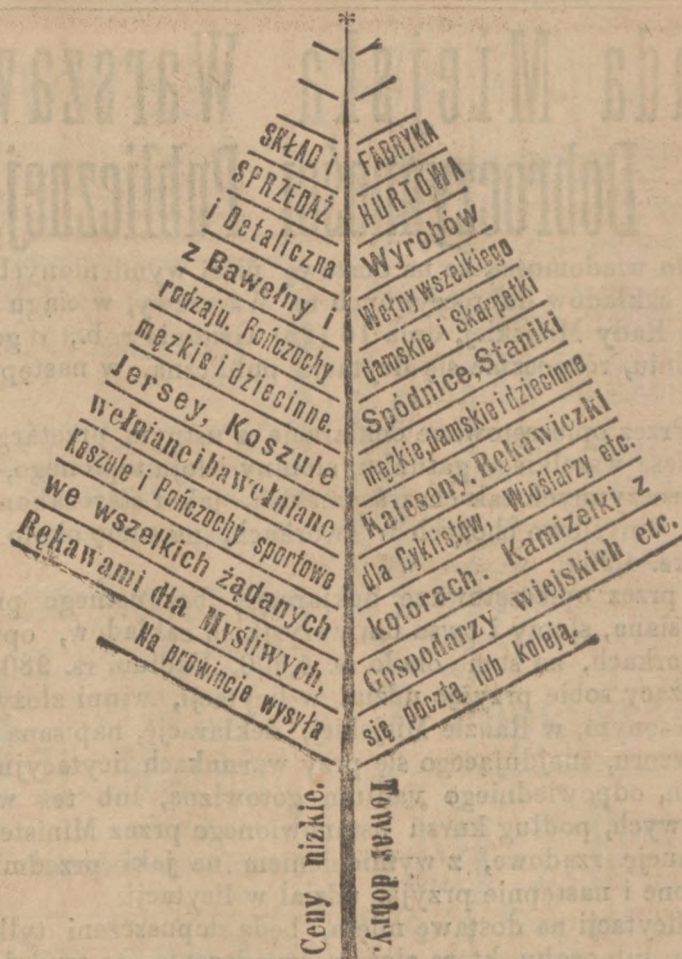 SKŁAD i FABRYKA
SPRZEDAŻ HURTOWA
i Detaliczna Wyrobów
z Bawełny i Wełny wszelkiego
rodzaju. Pończochy damskie i Skarpetki
męzkie i dziecinne. Spódnice, Staniki
Jersey, Koszule męzkie, damskie i dziecinne
wełniane i bawełniane Kalesony, Rękawiczki
Koszule i Pończochy sportowe dla Cyklistów, Wioślarzy etc.
we wszelkich żądanych kolorach. Kamizelki z
Rękawami dla Myśliwych, Gospodarzy wiejskich etc.
Na prowincję wysyła się pocztą lub koleją.
Ceny nizkie.
Towar dobry.